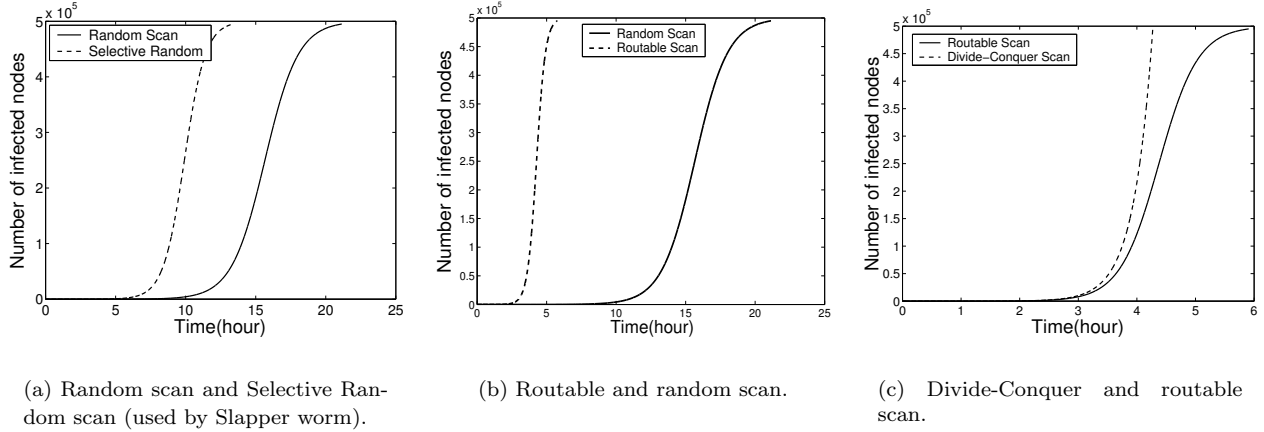 x 10^5
5
4
3
2
1
0
Number of infected nodes
Random Scan
Selective Random
0 5 10 15 20 25
Time(hour)
(a) Random scan and Selective Ran-
dom scan (used by Slapper worm).
x 10^5
5
4.5
4
3.5
3
2.5
2
1.5
1
0.5
0
Number of infected nodes
Random Scan
Routable Scan
0 5 10 15 20 25
Time(hour)
(b) Routable and random scan.
x 10^5
5
4.5
4
3.5
3
2.5
2
1.5
1
0.5
0
Number of infected nodes
Routable Scan
Divide-Conquer Scan
0 1 2 3 4 5 6
Time(hour)
(c) Divide-Conquer and routable
scan.